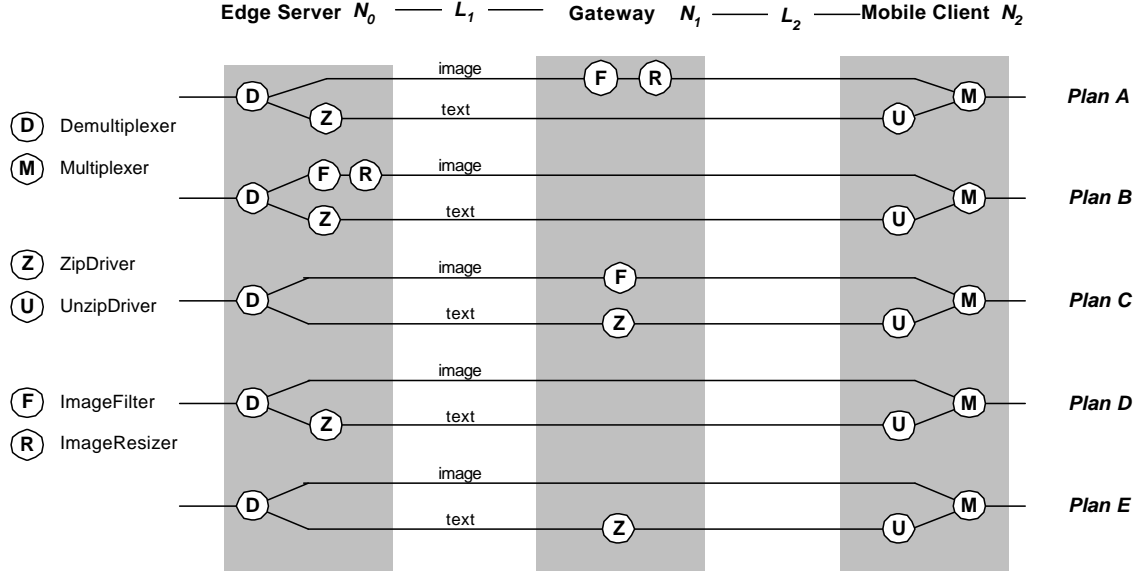 Edge Server N0 L1 Gateway N1 L2 Mobile Client N2
image
F R
D M Plan A
text
Z U
D Demultiplexer
M Multiplexer
image
F R
D M Plan B
text
Z U
Z ZipDriver
U UnzipDriver
image
F
D M Plan C
text
Z U
image
F ImageFilter
D M Plan D
text
Z U
R ImageResizer
image
D M Plan E
text
Z U